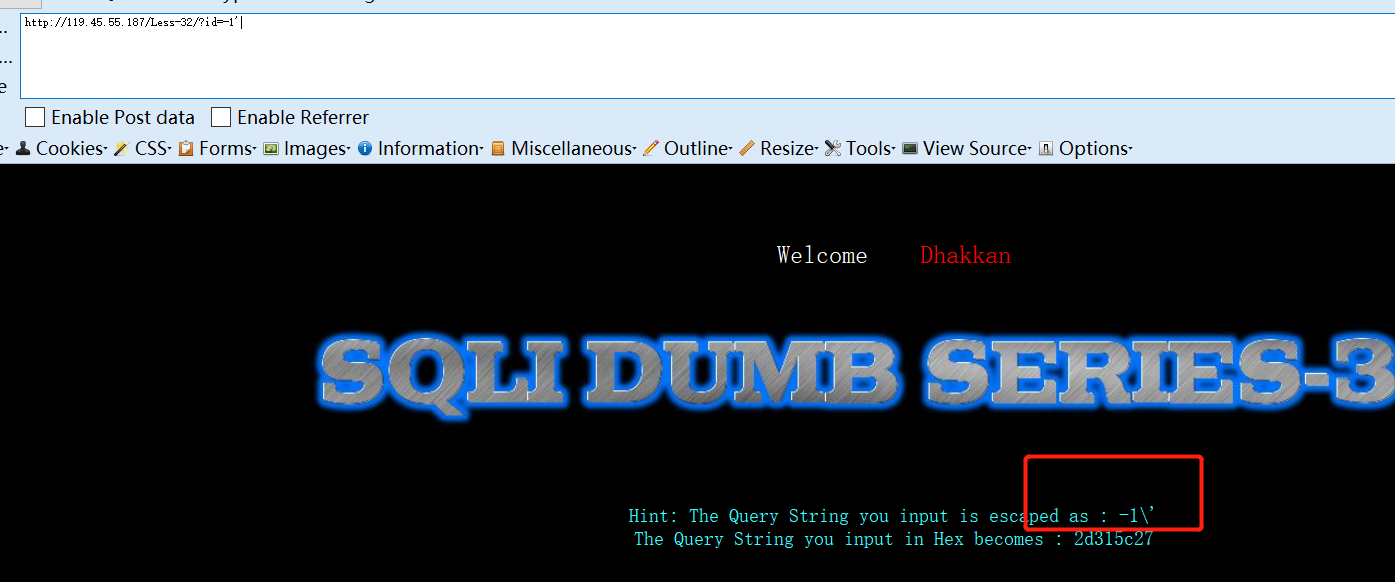 http://119.45.55.187/Less-32/?id=-1'
Enable Post data Enable Referrer
Cookies CSS Forms Images Information Miscellaneous Outline Resize Tools View Source Options
Welcome Dhakkan
SQLI DUMB SERIES-3
Hint: The Query String you input is escaped as : -1\'
The Query String you input in Hex becomes : 2d315c27